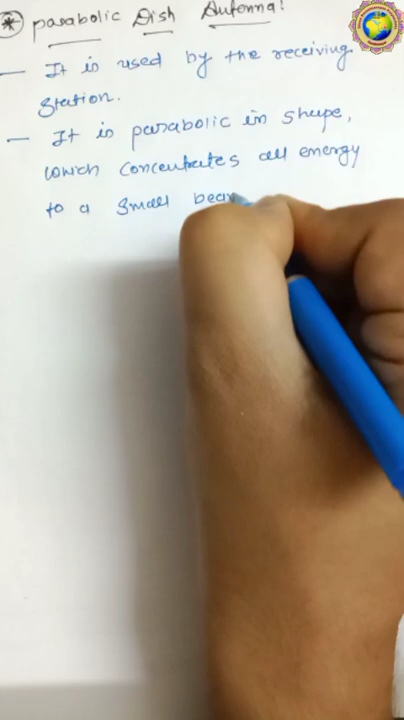 * parabolic Dish Antenna!
— It is used by the receiving
station.
— It is parabolic in shape,
which concentrates all energy
to a small beam